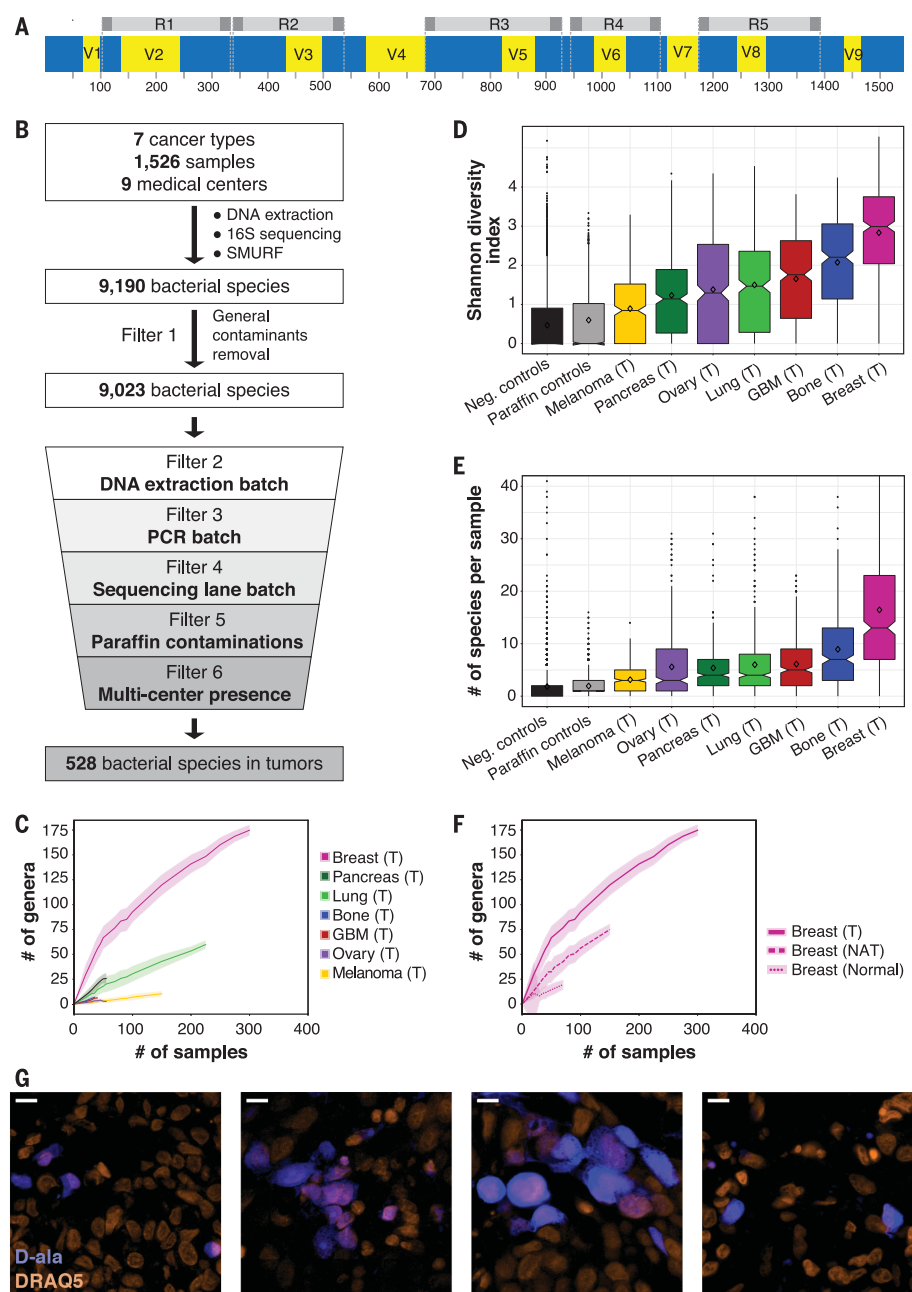 A
R1 R2 R3 R4 R5
V1 V2 V3 V4 V5 V6 V7 V8 V9
100 200 300 400 500 600 700 800 900 1000 1100 1200 1300 1400 1500
B
7 cancer types
1,526 samples
9 medical centers
● DNA extraction
● 16S sequencing
● SMURF
9,190 bacterial species
Filter 1
General
contaminants
removal
9,023 bacterial species
Filter 2
DNA extraction batch
Filter 3
PCR batch
Filter 4
Sequencing lane batch
Filter 5
Paraffin contaminations
Filter 6
Multi-center presence
528 bacterial species in tumors
C
# of genera
175
150
125
100
75
50
25
0
0 100 200 300 400
# of samples
Breast (T)
Pancreas (T)
Lung (T)
Bone (T)
GBM (T)
Ovary (T)
Melanoma (T)
D
Shannon diversity
index
4
3
2
1
0
Neg. controls
Paraffin controls
Melanoma (T)
Pancreas (T)
Ovary (T)
Lung (T)
GBM (T)
Bone (T)
Breast (T)
E
# of species per sample
40
30
20
10
0
Neg. controls
Paraffin controls
Melanoma (T)
Ovary (T)
Pancreas (T)
Lung (T)
GBM (T)
Bone (T)
Breast (T)
F
# of genera
175
150
125
100
75
50
25
0
0 100 200 300 400
# of samples
Breast (T)
Breast (NAT)
Breast (Normal)
G
D-ala
DRAQ5